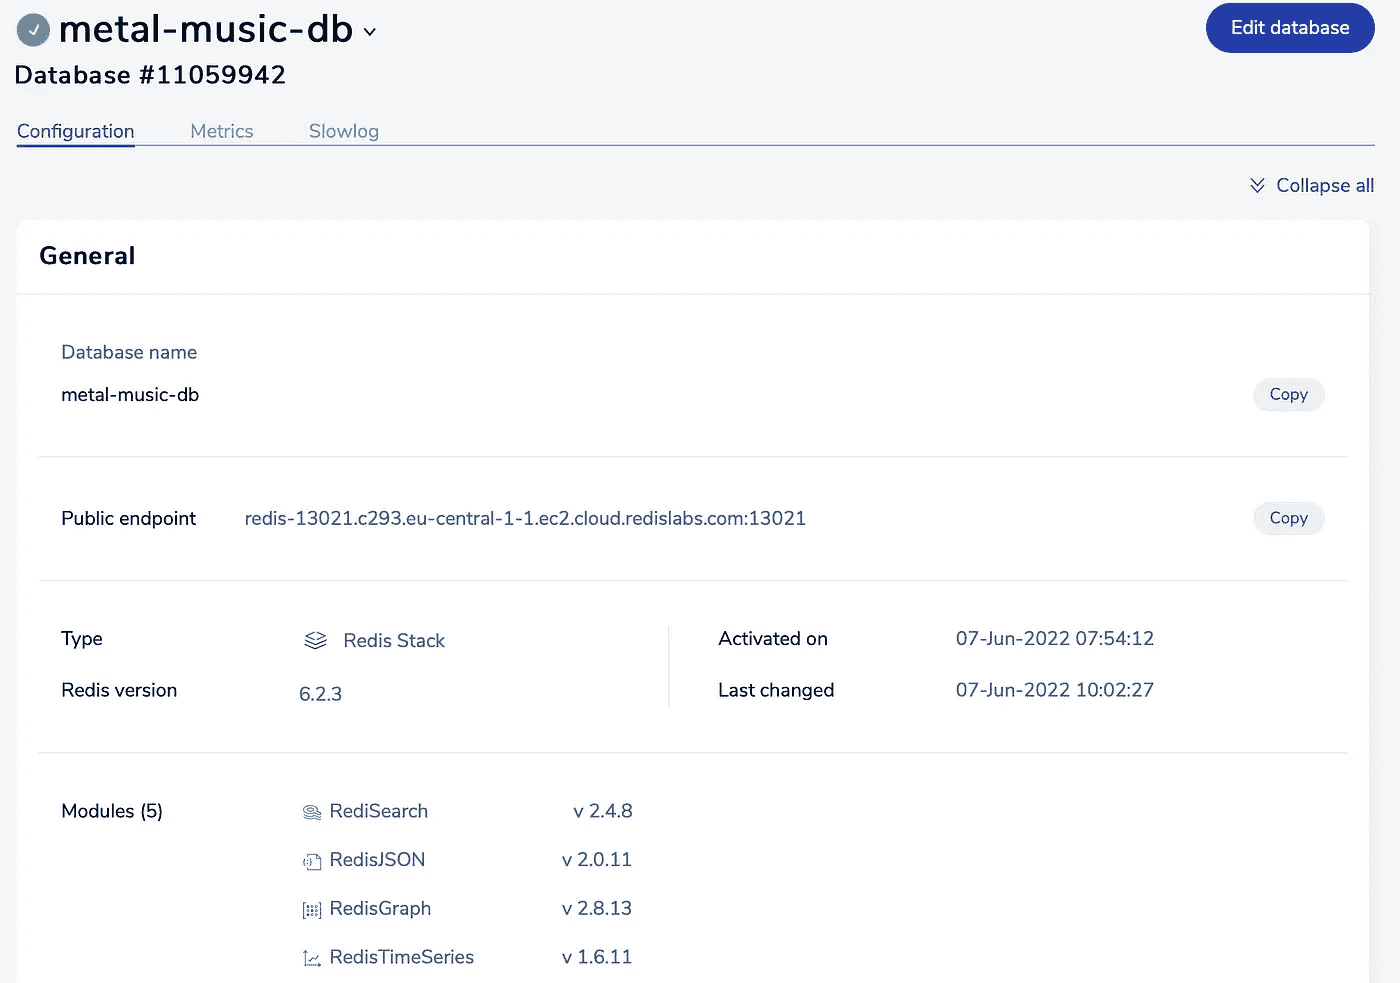 metal-music-db
Edit database
Database #11059942
Configuration Metrics Slowlog
Collapse all
General
Database name
metal-music-db Copy
Public endpoint redis-13021.c293.eu-central-1-1.ec2.cloud.redislabs.com:13021 Copy
Type Redis Stack Activated on 07-Jun-2022 07:54:12
Redis version 6.2.3 Last changed 07-Jun-2022 10:02:27
Modules (5) RediSearch v 2.4.8
RedisJSON v 2.0.11
RedisGraph v 2.8.13
RedisTimeSeries v 1.6.11